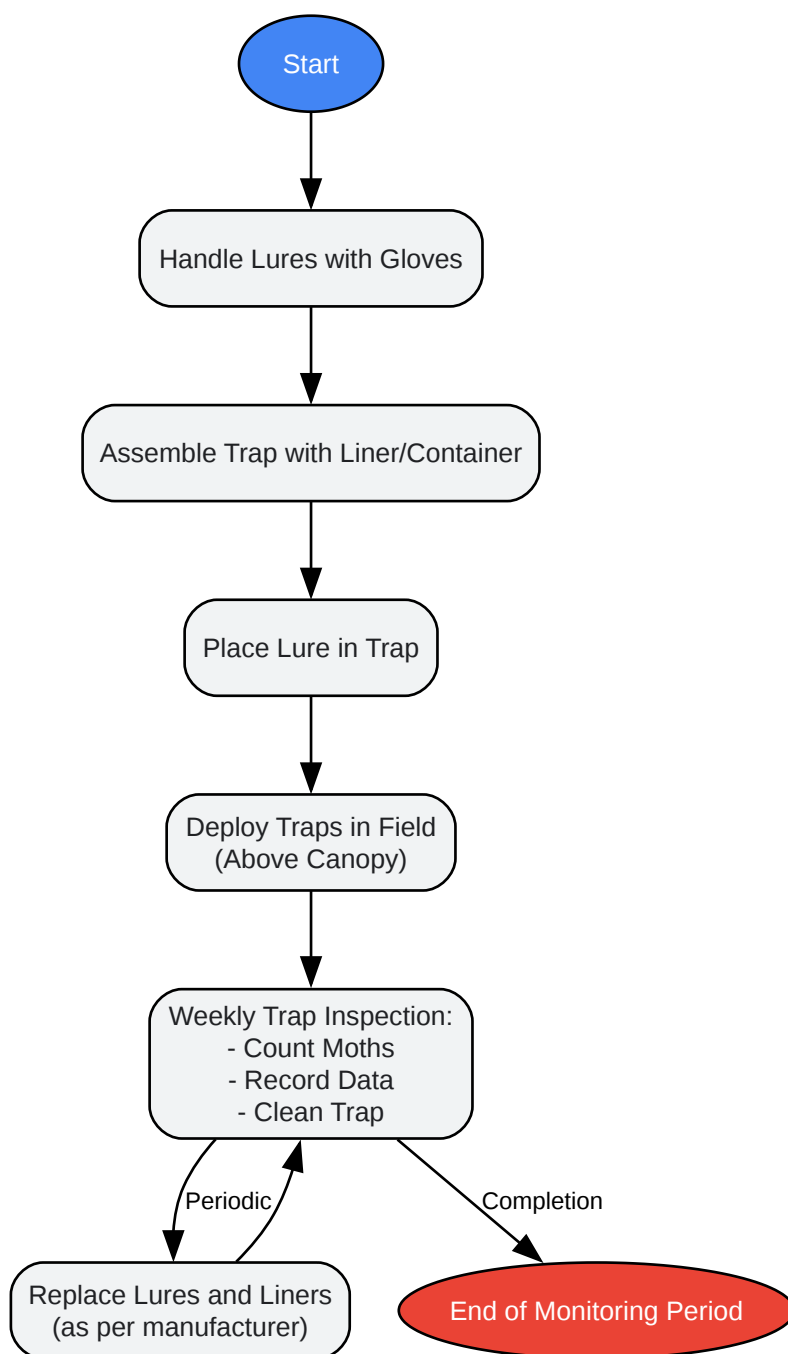 Start
Handle Lures with Gloves
Assemble Trap with Liner/Container
Place Lure in Trap
Deploy Traps in Field
(Above Canopy)
Weekly Trap Inspection:
- Count Moths
- Record Data
- Clean Trap
Periodic
Completion
Replace Lures and Liners
(as per manufacturer)
End of Monitoring Period